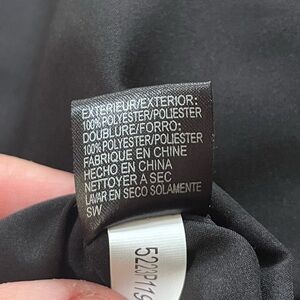 EXTERIEUR/EXTERIOR:
100% POLYESTER/POLIESTER
DOUBLURE/FORRO:
100% POLYESTER/POLIESTER
FABRIQUE EN CHINE
HECHO EN CHINA
NETTOYER A SEC
LAVAR EN SECO SOLAMENTE
SW